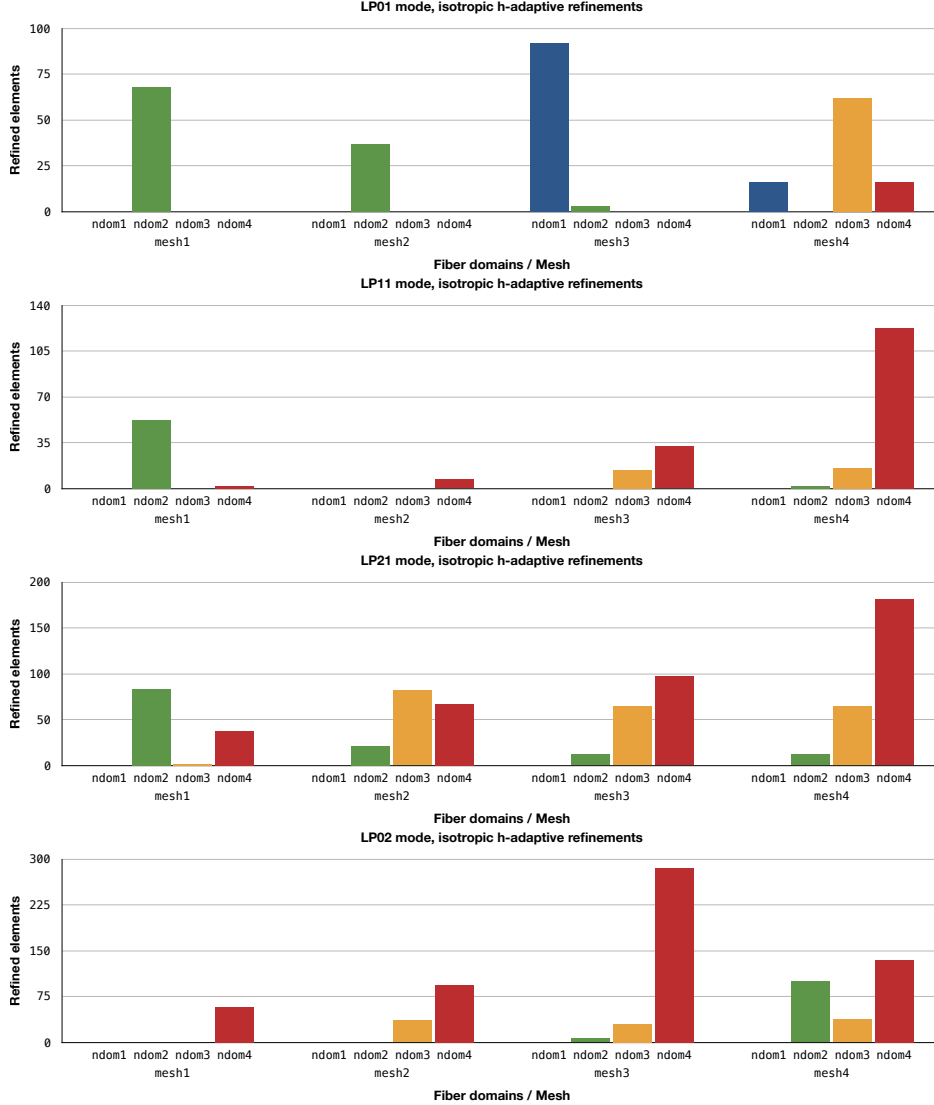 LP01 mode, isotropic h-adaptive refinements
Refined elements
100
75
50
25
0
ndom1 ndom2 ndom3 ndom4 ndom1 ndom2 ndom3 ndom4 ndom1 ndom2 ndom3 ndom4 ndom1 ndom2 ndom3 ndom4
mesh1 mesh2 mesh3 mesh4
Fiber domains / Mesh
LP11 mode, isotropic h-adaptive refinements
Refined elements
140
105
70
35
0
ndom1 ndom2 ndom3 ndom4 ndom1 ndom2 ndom3 ndom4 ndom1 ndom2 ndom3 ndom4 ndom1 ndom2 ndom3 ndom4
mesh1 mesh2 mesh3 mesh4
Fiber domains / Mesh
LP21 mode, isotropic h-adaptive refinements
Refined elements
200
150
100
50
0
ndom1 ndom2 ndom3 ndom4 ndom1 ndom2 ndom3 ndom4 ndom1 ndom2 ndom3 ndom4 ndom1 ndom2 ndom3 ndom4
mesh1 mesh2 mesh3 mesh4
Fiber domains / Mesh
LP02 mode, isotropic h-adaptive refinements
Refined elements
300
225
150
75
0
ndom1 ndom2 ndom3 ndom4 ndom1 ndom2 ndom3 ndom4 ndom1 ndom2 ndom3 ndom4 ndom1 ndom2 ndom3 ndom4
mesh1 mesh2 mesh3 mesh4
Fiber domains / Mesh